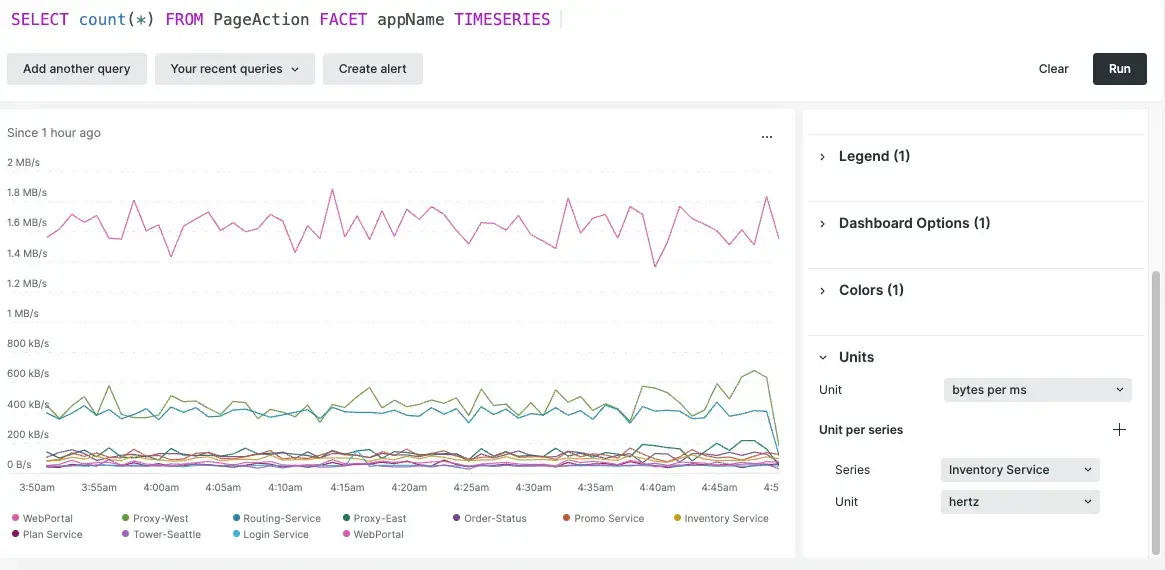 SELECT count(*) FROM PageAction FACET appName TIMESERIES
Add another query Your recent queries Create alert Clear Run
Since 1 hour ago
...
2 MB/s
1.8 MB/s
1.6 MB/s
1.4 MB/s
1.2 MB/s
1 MB/s
800 kB/s
600 kB/s
400 kB/s
200 kB/s
0 B/s
3:50am 3:55am 4:00am 4:05am 4:10am 4:15am 4:20am 4:25am 4:30am 4:35am 4:40am 4:45am 4:5
WebPortal Proxy-West Routing-Service Proxy-East Order-Status Promo Service Inventory Service
Plan Service Tower-Seattle Login Service WebPortal
Legend (1)
Dashboard Options (1)
Colors (1)
Units
Unit bytes per ms
Unit per series
Series Inventory Service
Unit hertz